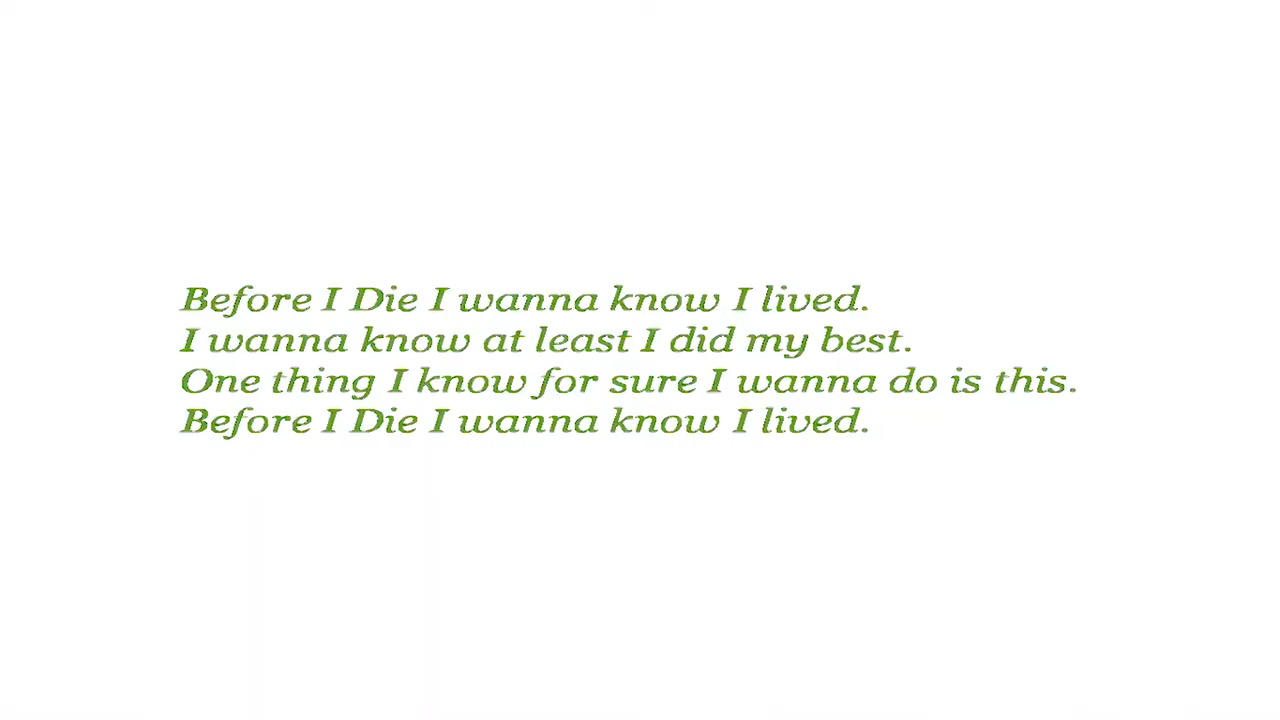 Before I Die I wanna know I lived.
I wanna know at least I did my best.
One thing I know for sure I wanna do is this.
Before I Die I wanna know I lived.